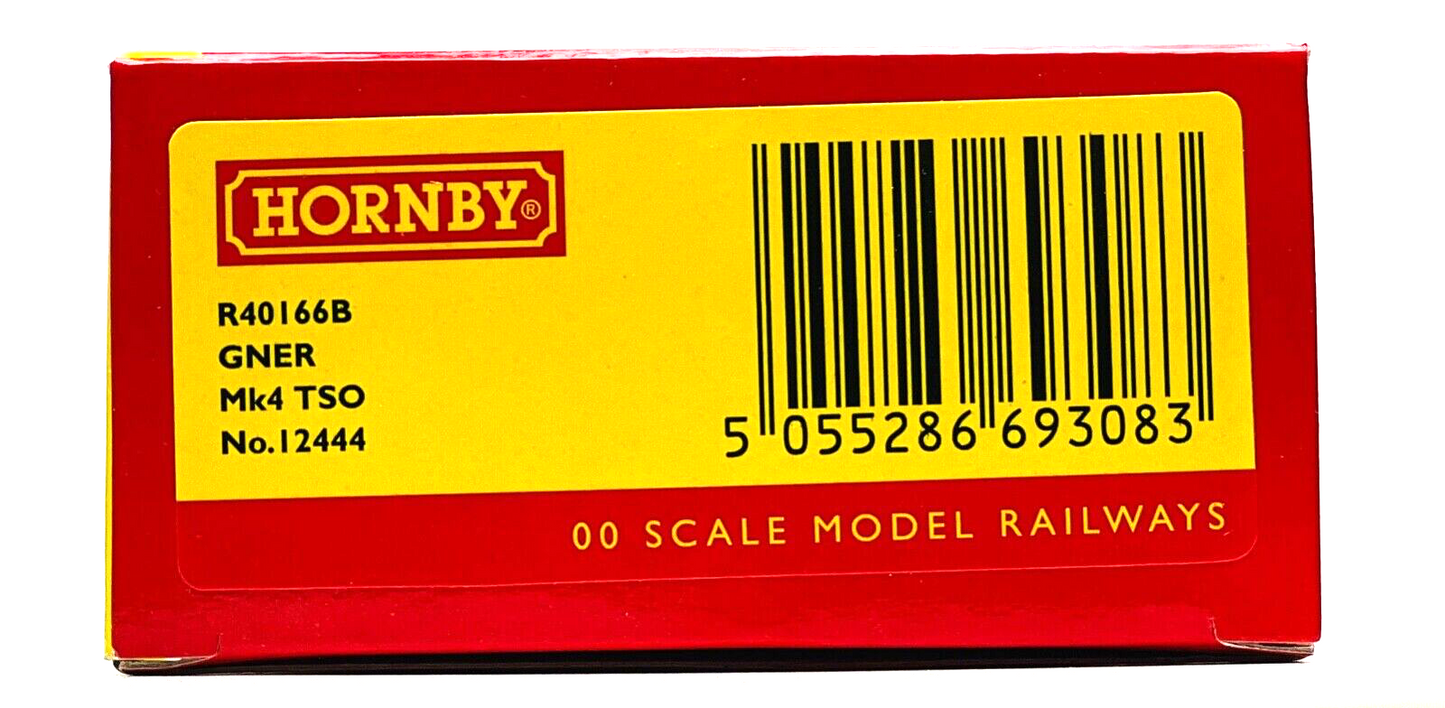 HORNBY®
R40166B
GNER
Mk4 TSO
No.12444
5 055286 693083
00 SCALE MODEL RAILWAYS